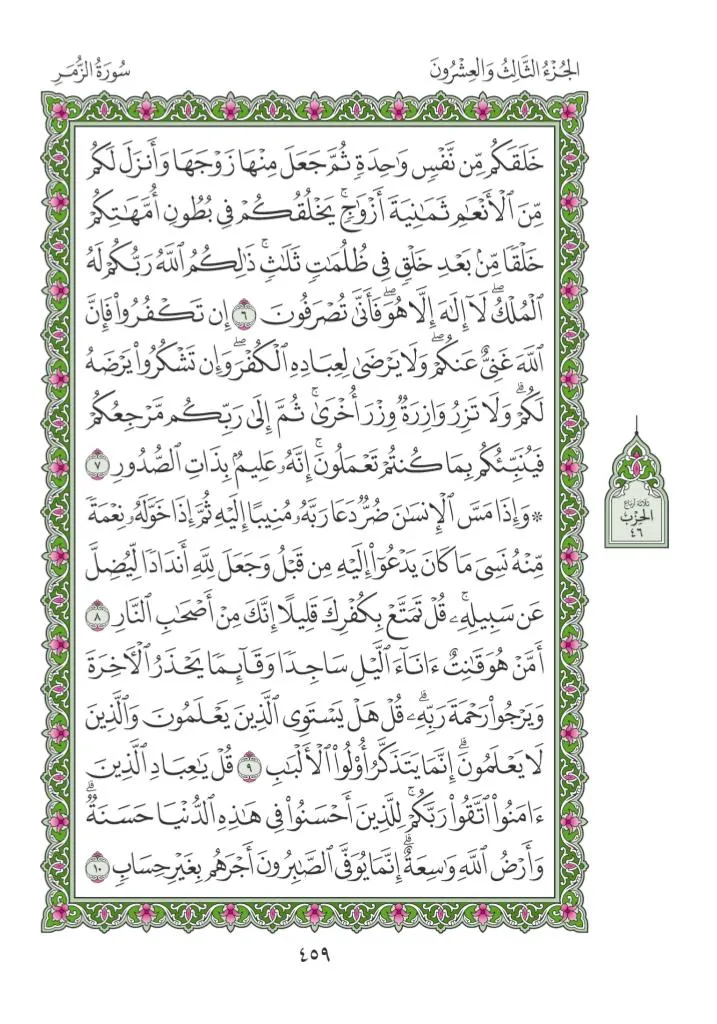 الجُزْءُ الثَّالِثُ وَالعِشْرُونَ
سُورَةُ الزُّمَرِ
خَلَقَكُم مِّن نَّفْسٖ وَٰحِدَةٖ ثُمَّ جَعَلَ مِنْهَا زَوْجَهَا وَأَنزَلَ لَكُم
مِّنَ ٱلْأَنْعَٰمِ ثَمَٰنِيَةَ أَزْوَٰجٖۚ يَخْلُقُكُمْ فِي بُطُونِ أُمَّهَٰتِكُمْ
خَلْقٗا مِّنۢ بَعْدِ خَلْقٖ فِي ظُلُمَٰتٖ ثَلَٰثٖۚ ذَٰلِكُمُ ٱللَّهُ رَبُّكُمْ لَهُ
ٱلْمُلْكُۖ لَآ إِلَٰهَ إِلَّا هُوَۖ فَأَنَّىٰ تُصْرَفُونَ ٦ إِن تَكْفُرُواْ فَإِنَّ
ٱللَّهَ غَنِيٌّ عَنكُمْۖ وَلَا يَرْضَىٰ لِعِبَادِهِ ٱلْكُفْرَۖ وَإِن تَشْكُرُواْ يَرْضَهُ
لَكُمْۗ وَلَا تَزِرُ وَازِرَةٞ وِزْرَ أُخْرَىٰۚ ثُمَّ إِلَىٰ رَبِّكُم مَّرْجِعُكُمْ
فَيُنَبِّئُكُم بِمَا كُنتُمْ تَعْمَلُونَۚ إِنَّهُۥ عَلِيمُۢ بِذَاتِ ٱلصُّدُورِ ٧
۞ وَإِذَا مَسَّ ٱلْإِنسَٰنَ ضُرّٞ دَعَا رَبَّهُۥ مُنِيبًا إِلَيْهِ ثُمَّ إِذَا خَوَّلَهُۥ نِعْمَةٗ
مِّنْهُ نَسِيَ مَا كَانَ يَدْعُوٓاْ إِلَيْهِ مِن قَبْلُ وَجَعَلَ لِلَّهِ أَندَادٗا لِّيُضِلَّ
عَن سَبِيلِهِۦۚ قُلْ تَمَتَّعْ بِكُفْرِكَ قَلِيلًا إِنَّكَ مِنْ أَصْحَٰبِ ٱلنَّارِ ٨
أَمَّنْ هُوَ قَٰنِتٌ ءَانَآءَ ٱلَّيْلِ سَاجِدٗا وَقَآئِمٗا يَحْذَرُ ٱلْأٓخِرَةَ
وَيَرْجُواْ رَحْمَةَ رَبِّهِۦۗ قُلْ هَلْ يَسْتَوِي ٱلَّذِينَ يَعْلَمُونَ وَٱلَّذِينَ
لَا يَعْلَمُونَۗ إِنَّمَا يَتَذَكَّرُ أُوْلُواْ ٱلْأَلْبَٰبِ ٩ قُلْ يَٰعِبَادِ ٱلَّذِينَ
ءَامَنُواْ ٱتَّقُواْ رَبَّكُمْۚ لِلَّذِينَ أَحْسَنُواْ فِي هَٰذِهِ ٱلدُّنْيَا حَسَنَةٞۗ
وَأَرْضُ ٱللَّهِ وَٰسِعَةٌۗ إِنَّمَا يُوَفَّى ٱلصَّٰبِرُونَ أَجْرَهُم بِغَيْرِ حِسَابٖ ١٠
ثلاثة أرباع
الحزب
٤٦
٤٥٩